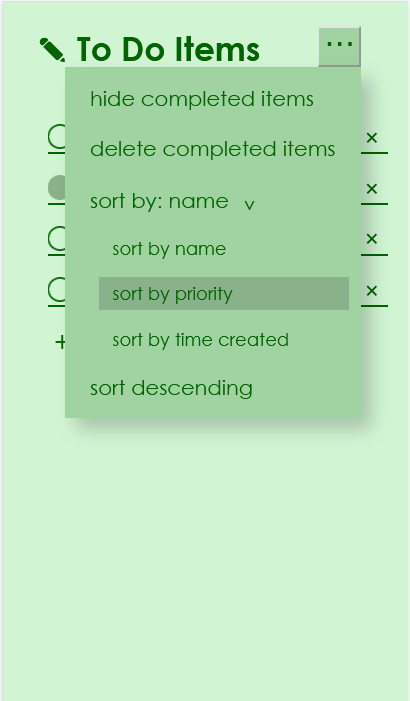 To Do Items ...
hide completed items
×
delete completed items
×
sort by: name v
×
sort by name
sort by priority
×
+
sort by time created
sort descending